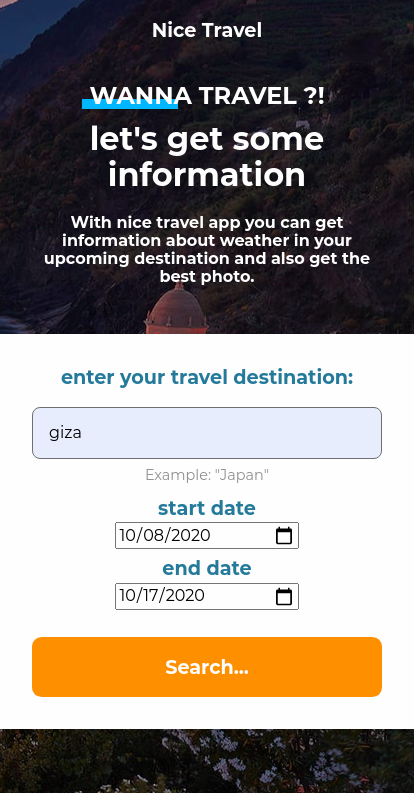 Nice Travel
WANNA TRAVEL ?!
let's get some
information
With nice travel app you can get
information about weather in your
upcoming destination and also get the
best photo.
enter your travel destination:
giza
Example: "Japan"
start date
10/08/2020
end date
10/17/2020
Search...